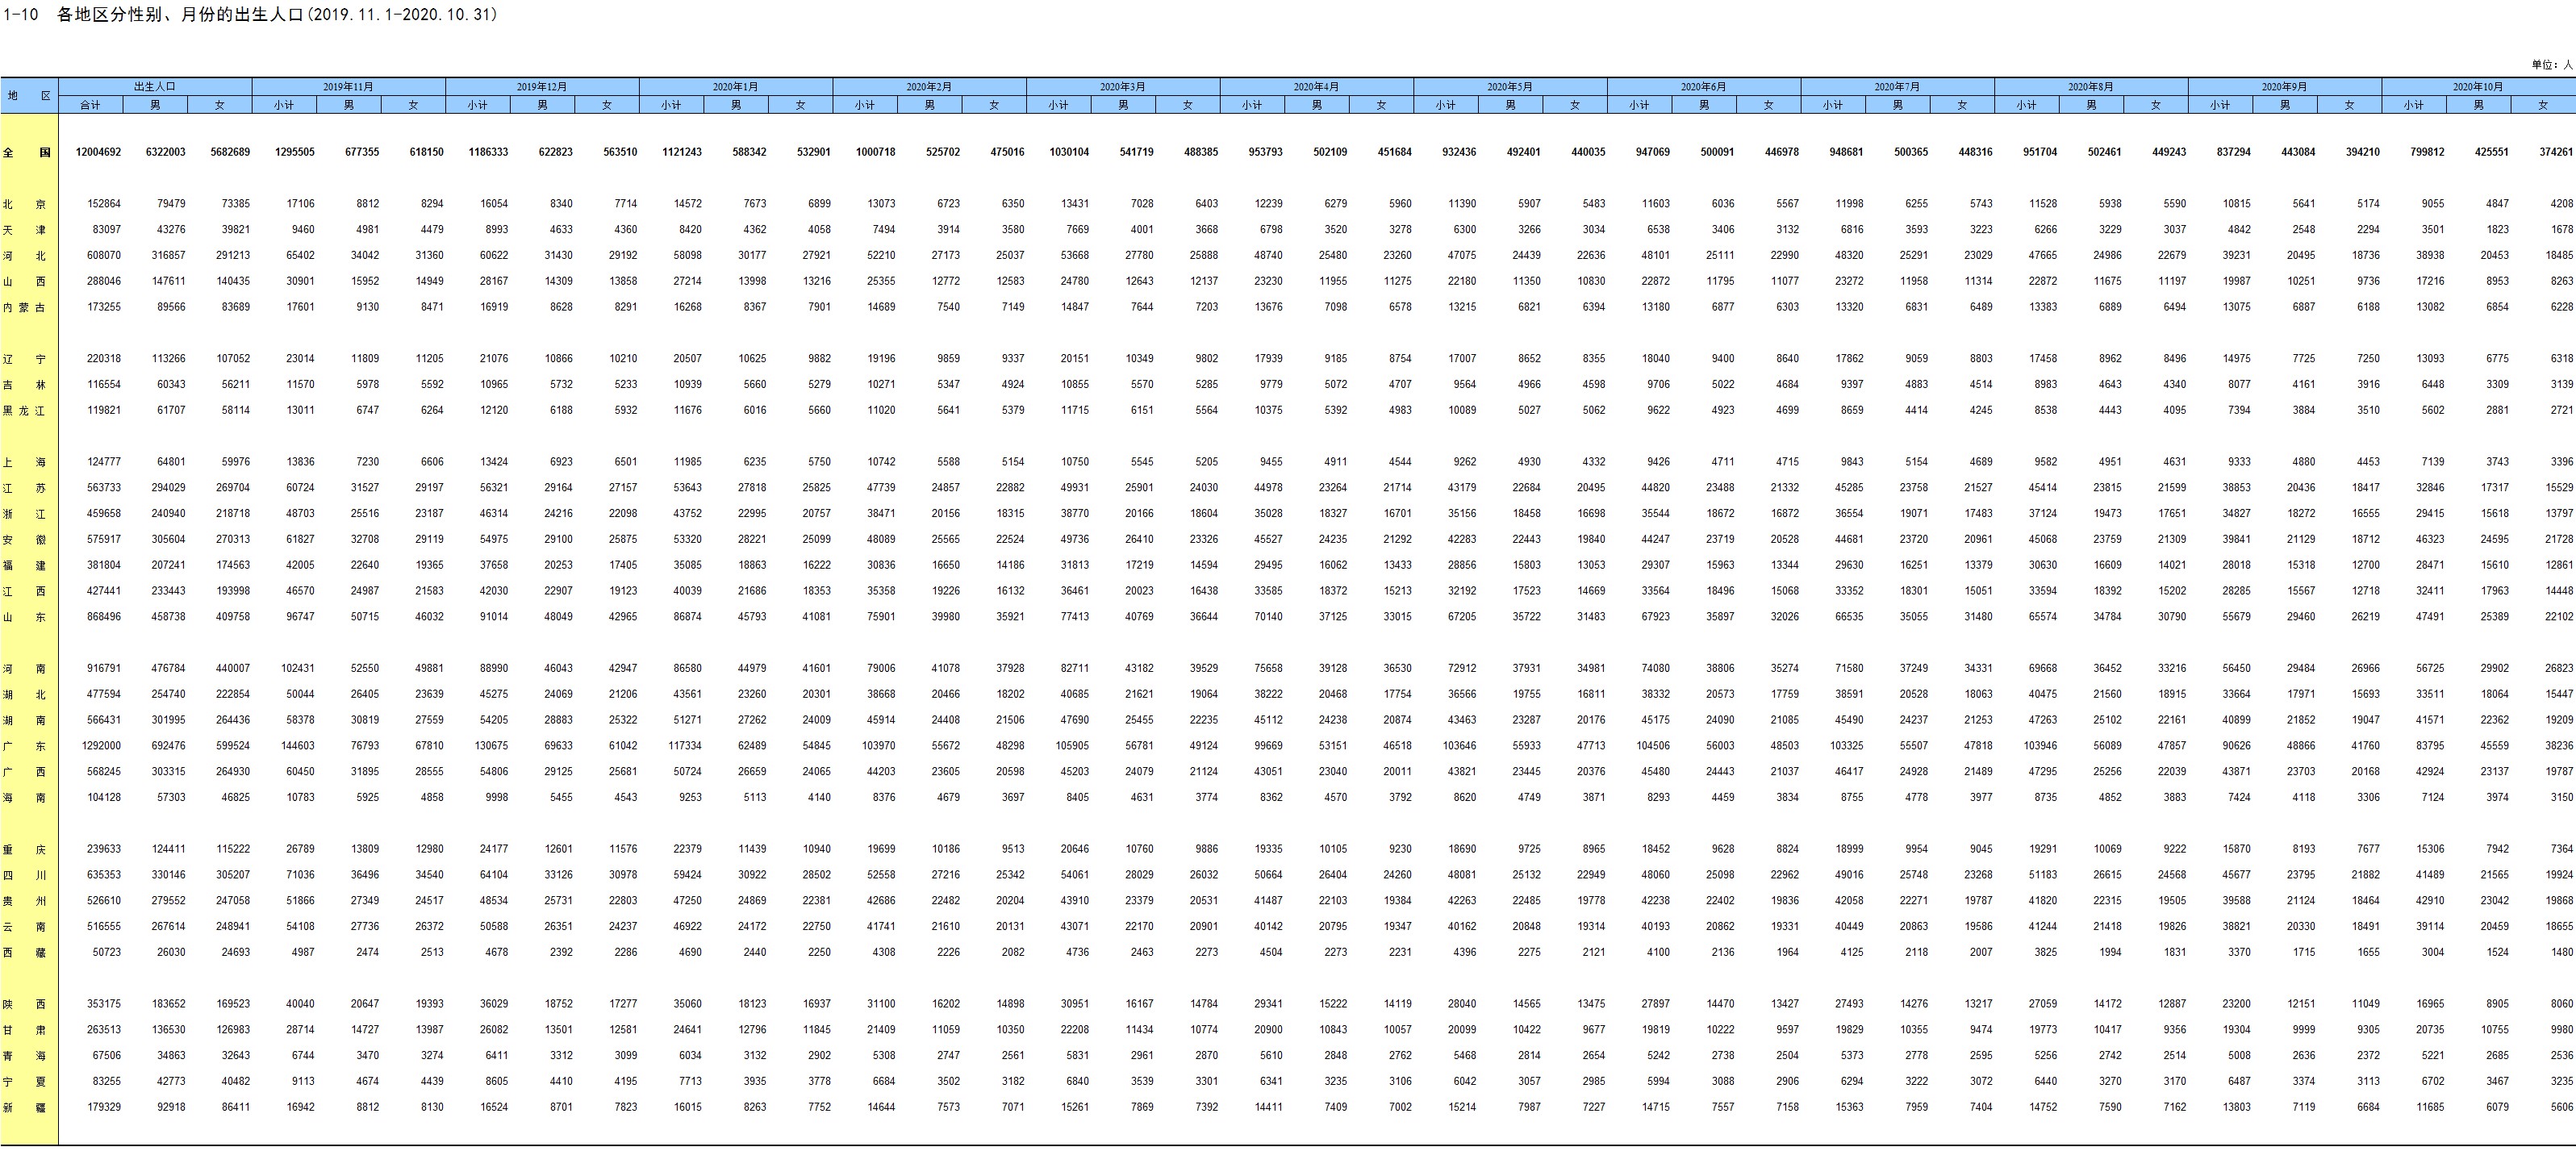 1-10 各地区分性别、月份的出生人口(2019.11.1-2020.10.31)
单位：人
地 区 出生人口 2019年11月 2019年12月 2020年1月 2020年2月 2020年3月 2020年4月 2020年5月 2020年6月 2020年7月 2020年8月 2020年9月 2020年10月
合计 男 女 小计 男 女 小计 男 女 小计 男 女 小计 男 女 小计 男 女 小计 男 女 小计 男 女 小计 男 女 小计 男 女 小计 男 女 小计 男 女 小计 男 女
全 国 12004692 6322003 5682689 1295505 677355 618150 1186333 622823 563510 1121243 588342 532901 1000718 525702 475016 1030104 541719 488385 953793 502109 451684 932436 492401 440035 947069 500091 446978 948681 500365 448316 951704 502461 449243 837294 443084 394210 799812 425551 374261
北 京 152864 79479 73385 17106 8812 8294 16054 8340 7714 14572 7673 6899 13073 6723 6350 13431 7028 6403 12239 6279 5960 11390 5907 5483 11603 6036 5567 11998 6255 5743 11528 5938 5590 10815 5641 5174 9055 4847 4208
天 津 83097 43276 39821 9460 4981 4479 8993 4633 4360 8420 4362 4058 7494 3914 3580 7669 4001 3668 6798 3520 3278 6300 3266 3034 6538 3406 3132 6816 3593 3223 6266 3229 3037 4842 2548 2294 3501 1823 1678
河 北 608070 316857 291213 65402 34042 31360 60622 31430 29192 58098 30177 27921 52210 27173 25037 53668 27780 25888 48740 25480 23260 47075 24439 22636 48101 25111 22990 48320 25291 23029 47665 24986 22679 39231 20495 18736 38938 20453 18485
山 西 288046 147611 140435 30901 15952 14949 28167 14309 13858 27214 13998 13216 25355 12772 12583 24780 12643 12137 23230 11955 11275 22180 11350 10830 22872 11795 11077 23272 11958 11314 22872 11675 11197 19987 10251 9736 17216 8953 8263
内 蒙 古 173255 89566 83689 17601 9130 8471 16919 8628 8291 16268 8367 7901 14689 7540 7149 14847 7644 7203 13676 7098 6578 13215 6821 6394 13180 6877 6303 13320 6831 6489 13383 6889 6494 13075 6887 6188 13082 6854 6228
辽 宁 220318 113266 107052 23014 11809 11205 21076 10866 10210 20507 10625 9882 19196 9859 9337 20151 10349 9802 17939 9185 8754 17007 8652 8355 18040 9400 8640 17862 9059 8803 17458 8962 8496 14975 7725 7250 13093 6775 6318
吉 林 116554 60343 56211 11570 5978 5592 10965 5732 5233 10939 5660 5279 10271 5347 4924 10855 5570 5285 9779 5072 4707 9564 4966 4598 9706 5022 4684 9397 4883 4514 8983 4643 4340 8077 4161 3916 6448 3309 3139
黑 龙 江 119821 61707 58114 13011 6747 6264 12120 6188 5932 11676 6016 5660 11020 5641 5379 11715 6151 5564 10375 5392 4983 10089 5027 5062 9622 4923 4699 8659 4414 4245 8538 4443 4095 7394 3884 3510 5602 2881 2721
上 海 124777 64801 59976 13836 7230 6606 13424 6923 6501 11985 6235 5750 10742 5588 5154 10750 5545 5205 9455 4911 4544 9262 4930 4332 9426 4711 4715 9843 5154 4689 9582 4951 4631 9333 4880 4453 7139 3743 3396
江 苏 563733 294029 269704 60724 31527 29197 56321 29164 27157 53643 27818 25825 47739 24857 22882 49931 25901 24030 44978 23264 21714 43179 22684 20495 44820 23488 21332 45285 23758 21527 45414 23815 21599 38853 20436 18417 32846 17317 15529
浙 江 459658 240940 218718 48703 25516 23187 46314 24216 22098 43752 22995 20757 38471 20156 18315 38770 20166 18604 35028 18327 16701 35156 18458 16698 35544 18672 16872 36554 19071 17483 37124 19473 17651 34827 18272 16555 29415 15618 13797
安 徽 575917 305604 270313 61827 32708 29119 54975 29100 25875 53320 28221 25099 48089 25565 22524 49736 26410 23326 45527 24235 21292 42283 22443 19840 44247 23719 20528 44681 23720 20961 45068 23759 21309 39841 21129 18712 46323 24595 21728
福 建 381804 207241 174563 42005 22640 19365 37658 20253 17405 35085 18863 16222 30836 16650 14186 31813 17219 14594 29495 16062 13433 28856 15803 13053 29307 15963 13344 29630 16251 13379 30630 16609 14021 28018 15318 12700 28471 15610 12861
江 西 427441 233443 193998 46570 24987 21583 42030 22907 19123 40039 21686 18353 35358 19226 16132 36461 20023 16438 33585 18372 15213 32192 17523 14669 33564 18496 15068 33352 18301 15051 33594 18392 15202 28285 15567 12718 32411 17963 14448
山 东 868496 458738 409758 96747 50715 46032 91014 48049 42965 86874 45793 41081 75901 39980 35921 77413 40769 36644 70140 37125 33015 67205 35722 31483 67923 35897 32026 66535 35055 31480 65574 34784 30790 55679 29460 26219 47491 25389 22102
河 南 916791 476784 440007 102431 52550 49881 88990 46043 42947 86580 44979 41601 79006 41078 37928 82711 43182 39529 75658 39128 36530 72912 37931 34981 74080 38806 35274 71580 37249 34331 69668 36452 33216 56450 29484 26966 56725 29902 26823
湖 北 477594 254740 222854 50044 26405 23639 45275 24069 21206 43561 23260 20301 38668 20466 18202 40685 21621 19064 38222 20468 17754 36566 19755 16811 38332 20573 17759 38591 20528 18063 40475 21560 18915 33664 17971 15693 33511 18064 15447
湖 南 566431 301995 264436 58378 30819 27559 54205 28883 25322 51271 27262 24009 45914 24408 21506 47690 25455 22235 45112 24238 20874 43463 23287 20176 45175 24090 21085 45490 24237 21253 47263 25102 22161 40899 21852 19047 41571 22362 19209
广 东 1292000 692476 599524 144603 76793 67810 130675 69633 61042 117334 62489 54845 103970 55672 48298 105905 56781 49124 99669 53151 46518 103646 55933 47713 104506 56003 48503 103325 55507 47818 103946 56089 47857 90626 48866 41760 83795 45559 38236
广 西 568245 303315 264930 60450 31895 28555 54806 29125 25681 50724 26659 24065 44203 23605 20598 45203 24079 21124 43051 23040 20011 43821 23445 20376 45480 24443 21037 46417 24928 21489 47295 25256 22039 43871 23703 20168 42924 23137 19787
海 南 104128 57303 46825 10783 5925 4858 9998 5455 4543 9253 5113 4140 8376 4679 3697 8405 4631 3774 8362 4570 3792 8620 4749 3871 8293 4459 3834 8755 4778 3977 8735 4852 3883 7424 4118 3306 7124 3974 3150
重 庆 239633 124411 115222 26789 13809 12980 24177 12601 11576 22379 11439 10940 19699 10186 9513 20646 10760 9886 19335 10105 9230 18690 9725 8965 18452 9628 8824 18999 9954 9045 19291 10069 9222 15870 8193 7677 15306 7942 7364
四 川 635353 330146 305207 71036 36496 34540 64104 33126 30978 59424 30922 28502 52558 27216 25342 54061 28029 26032 50664 26404 24260 48081 25132 22949 48060 25098 22962 49016 25748 23268 51183 26615 24568 45677 23795 21882 41489 21565 19924
贵 州 526610 279552 247058 51866 27349 24517 48534 25731 22803 47250 24869 22381 42686 22482 20204 43910 23379 20531 41487 22103 19384 42263 22485 19778 42238 22402 19836 42058 22271 19787 41820 22315 19505 39588 21124 18464 42910 23042 19868
云 南 516555 267614 248941 54108 27736 26372 50588 26351 24237 46922 24172 22750 41741 21610 20131 43071 22170 20901 40142 20795 19347 40162 20848 19314 40193 20862 19331 40449 20863 19586 41244 21418 19826 38821 20330 18491 39114 20459 18655
西 藏 50723 26030 24693 4987 2474 2513 4678 2392 2286 4690 2440 2250 4308 2226 2082 4736 2463 2273 4504 2273 2231 4396 2275 2121 4100 2136 1964 4125 2118 2007 3825 1994 1831 3370 1715 1655 3004 1524 1480
陕 西 353175 183652 169523 40040 20647 19393 36029 18752 17277 35060 18123 16937 31100 16202 14898 30951 16167 14784 29341 15222 14119 28040 14565 13475 27897 14470 13427 27493 14276 13217 27059 14172 12887 23200 12151 11049 16965 8905 8060
甘 肃 263513 136530 126983 28714 14727 13987 26082 13501 12581 24641 12796 11845 21409 11059 10350 22208 11434 10774 20900 10843 10057 20099 10422 9677 19819 10222 9597 19829 10355 9474 19773 10417 9356 19304 9999 9305 20735 10755 9980
青 海 67506 34863 32643 6744 3470 3274 6411 3312 3099 6034 3132 2902 5308 2747 2561 5831 2961 2870 5610 2848 2762 5468 2814 2654 5242 2738 2504 5373 2778 2595 5256 2742 2514 5008 2636 2372 5221 2685 2536
宁 夏 83255 42773 40482 9113 4674 4439 8605 4410 4195 7713 3935 3778 6684 3502 3182 6840 3539 3301 6341 3235 3106 6042 3057 2985 5994 3088 2906 6294 3222 3072 6440 3270 3170 6487 3374 3113 6702 3467 3235
新 疆 179329 92918 86411 16942 8812 8130 16524 8701 7823 16015 8263 7752 14644 7573 7071 15261 7869 7392 14411 7409 7002 15214 7987 7227 14715 7557 7158 15363 7959 7404 14752 7590 7162 13803 7119 6684 11685 6079 5606